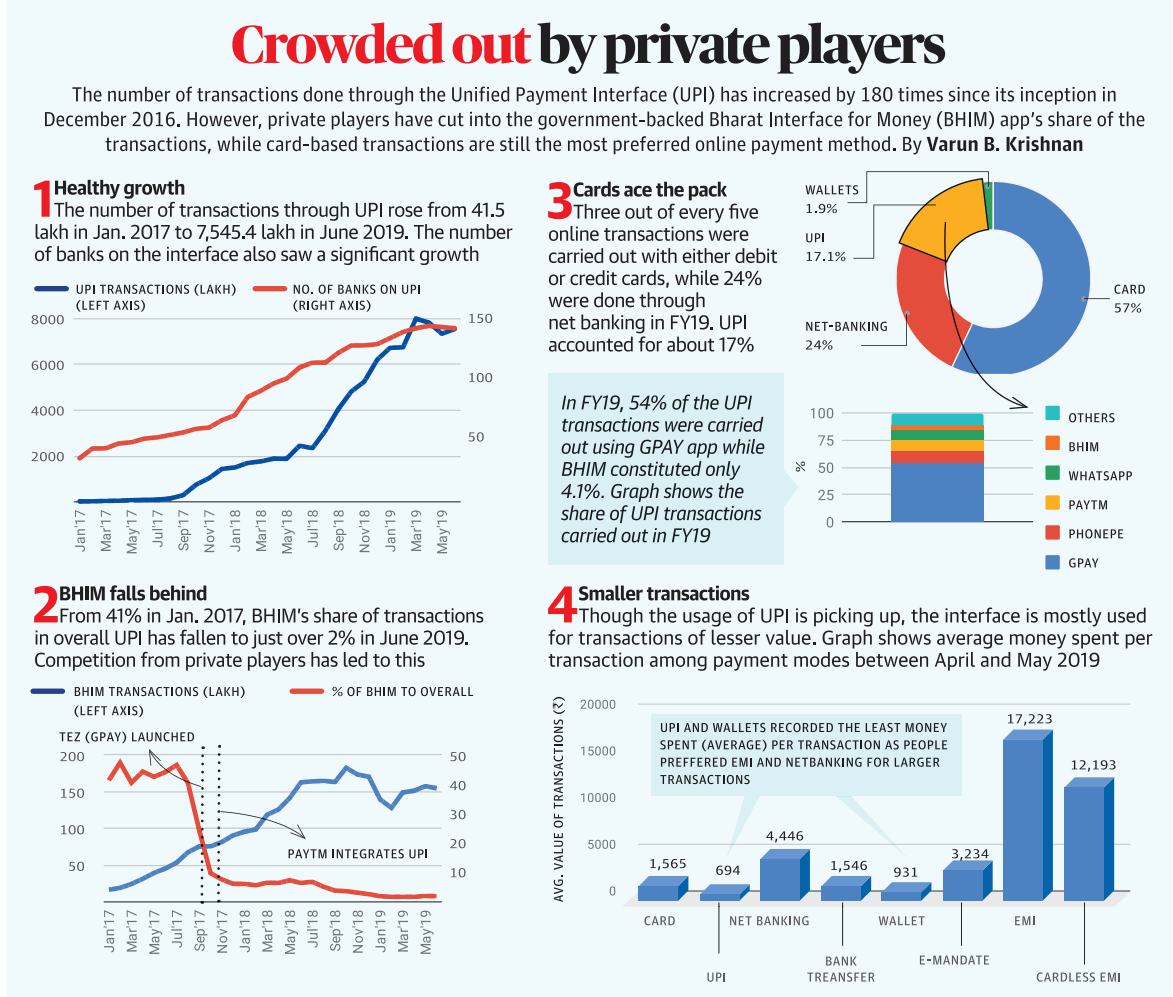 Crowded out by private players
The number of transactions done through the Unified Payment Interface (UPI) has increased by 180 times since its inception in
December 2016. However, private players have cut into the government-backed Bharat Interface for Money (BHIM) app's share of the
transactions, while card-based transactions are still the most preferred online payment method. By Varun B. Krishnan
1 Healthy growth
The number of transactions through UPI rose from 41.5
lakh in Jan. 2017 to 7,545.4 lakh in June 2019. The number
of banks on the interface also saw a significant growth
UPI TRANSACTIONS (LAKH)
(LEFT AXIS)
NO. OF BANKS ON UPI
(RIGHT AXIS)
8000
6000
4000
2000
150
100
50
Jan'17
Mar'17
May'17
Jul'17
Sep'17
Nov'17
Jan'18
Mar'18
May'18
Jul'18
Sep'18
Nov'18
Jan'19
Mar'19
May'19
2 BHIM falls behind
From 41% in Jan. 2017, BHIM's share of transactions
in overall UPI has fallen to just over 2% in June 2019.
Competition from private players has led to this
BHIM TRANSACTIONS (LAKH)
(LEFT AXIS)
% OF BHIM TO OVERALL
TEZ (GPAY) LAUNCHED
200
150
100
50
50
40
30
20
10
PAYTM INTEGRATES UPI
Jan'17
Mar'17
May'17
Jul'17
Sep'17
Nov'17
Jan'18
Mar'18
May'18
Jul'18
Sep'18
Nov'18
Jan'19
Mar'19
May'19
3 Cards ace the pack
Three out of every five
online transactions were
carried out with either debit
or credit cards, while 24%
were done through
net banking in FY19. UPI
accounted for about 17%
WALLETS
1.9%
UPI
17.1%
NET-BANKING
24%
CARD
57%
In FY19, 54% of the UPI
transactions were carried
out using GPAY app while
BHIM constituted only
4.1%. Graph shows the
share of UPI transactions
carried out in FY19
%
100
75
50
25
0
OTHERS
BHIM
WHATSAPP
PAYTM
PHONEPE
GPAY
4 Smaller transactions
Though the usage of UPI is picking up, the interface is mostly used
for transactions of lesser value. Graph shows average money spent per
transaction among payment modes between April and May 2019
AVG. VALUE OF TRANSACTIONS (₹)
20000
15000
10000
5000
0
UPI AND WALLETS RECORDED THE LEAST MONEY
SPENT (AVERAGE) PER TRANSACTION AS PEOPLE
PREFFERED EMI AND NETBANKING FOR LARGER
TRANSACTIONS
1,565
694
4,446
1,546
931
3,234
17,223
12,193
CARD
UPI
NET BANKING
BANK
TREANSFER
WALLET
E-MANDATE
EMI
CARDLESS EMI